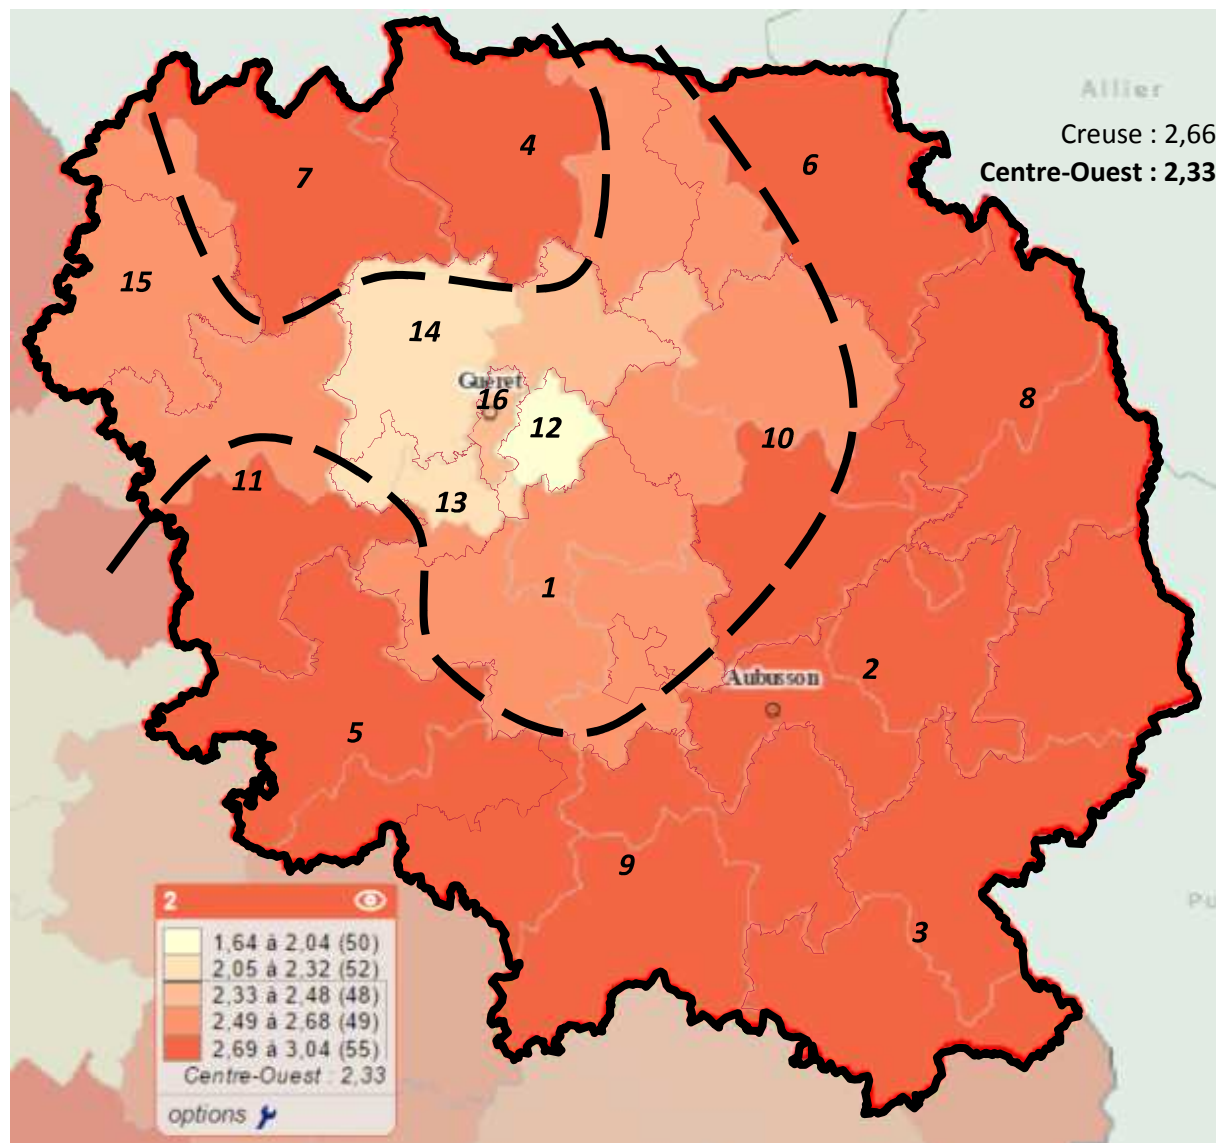 Allier
Creuse : 2,66
Centre-Ouest : 2,33
4
7
6
15
14
Guéret
16
12
8
10
11
13
1
Aubusson
2
5
9
3
Pu
2
1,64 à 2,04 (50)
2,05 à 2,32 (52)
2,33 à 2,48 (48)
2,49 à 2,68 (49)
2,69 à 3,04 (55)
Centre-Ouest : 2,33
options